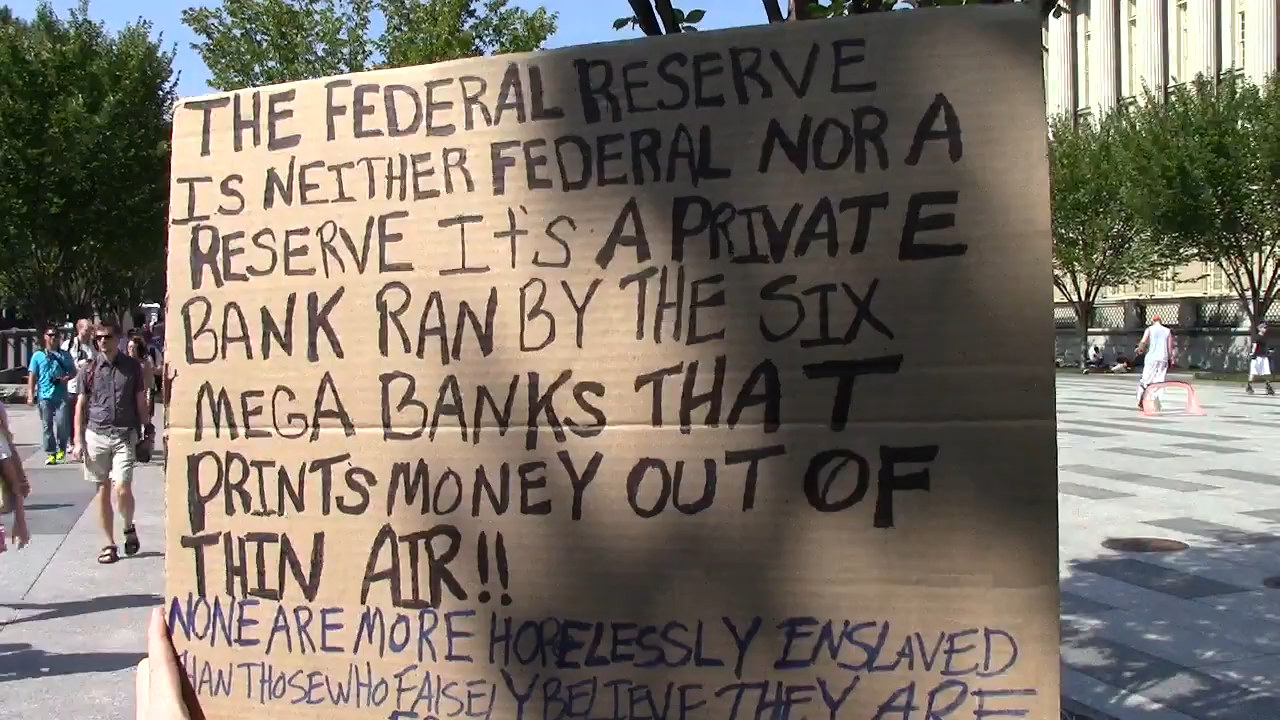 THE FEDERAL RESERVE
IS NEITHER FEDERAL NOR A
RESERVE It's A PRIVATE
BANK RAN BY THE SIX
MEGA BANKS THAT
PRINTS MONEY OUT OF
THIN AIR!!
NONE ARE MORE HOPELESSLY ENSLAVED
THAN THOSE WHO FALSELY BELIEVE THEY ARE